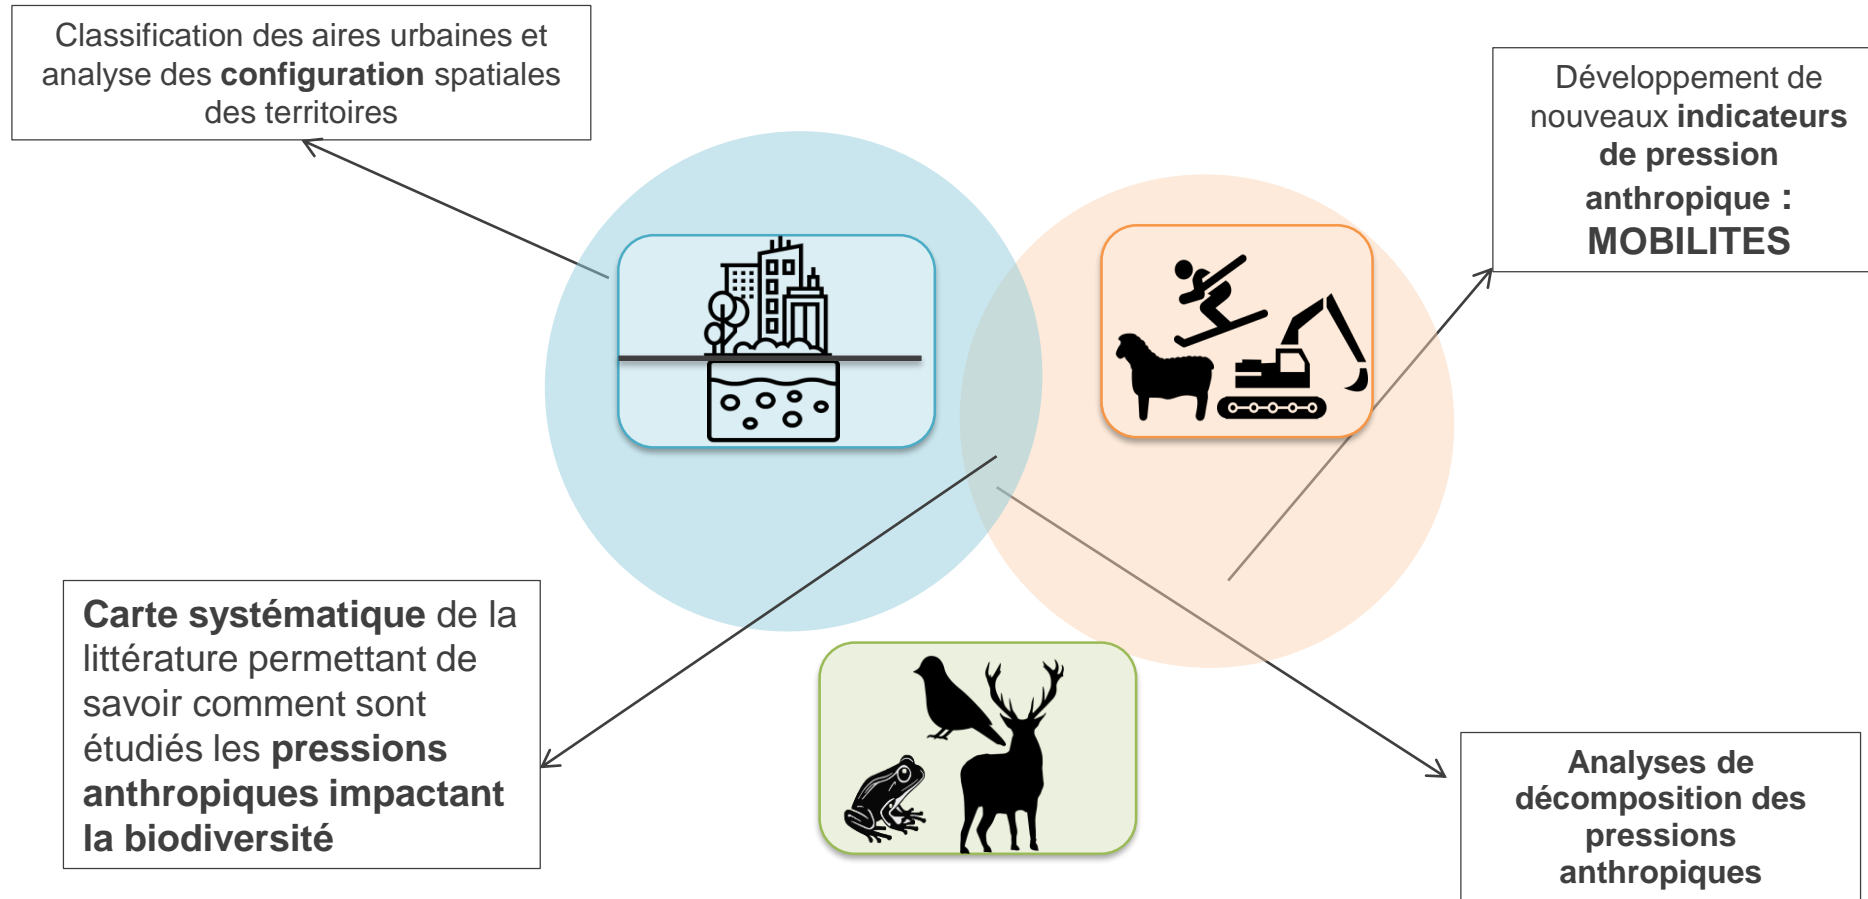 Classification des aires urbaines et
analyse des configuration spatiales
des territoires
Développement de
nouveaux indicateurs
de pression
anthropique :
MOBILITES
Carte systématique de la
littérature permettant de
savoir comment sont
étudiés les pressions
anthropiques impactant
la biodiversité
Analyses de
décomposition des
pressions
anthropiques